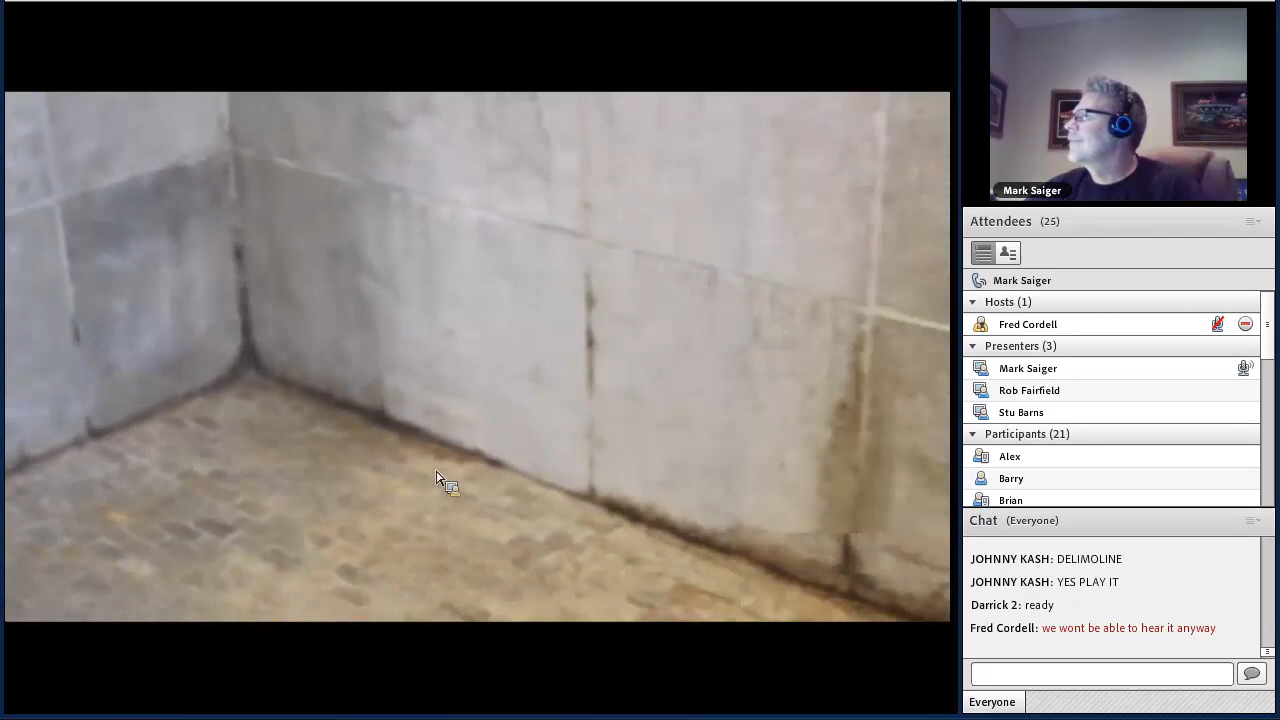 Mark Saiger
Attendees (25)
Mark Saiger
Hosts (1)
Fred Cordell
Presenters (3)
Mark Saiger
Rob Fairfield
Stu Barns
Participants (21)
Alex
Barry
Brian
Chat (Everyone)
JOHNNY KASH: DELIMOLINE
JOHNNY KASH: YES PLAY IT
Darrick 2: ready
Fred Cordell: we wont be able to hear it anyway
Everyone